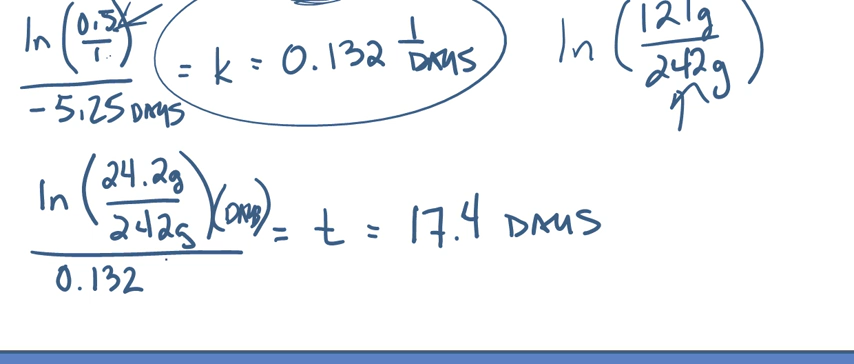 ln (0.5/1) / -5.25 DAYS = k = 0.132 1/DAYS
ln (121g/242g)
ln (24.2g/242g)(DAYS) / 0.132 = t = 17.4 DAYS